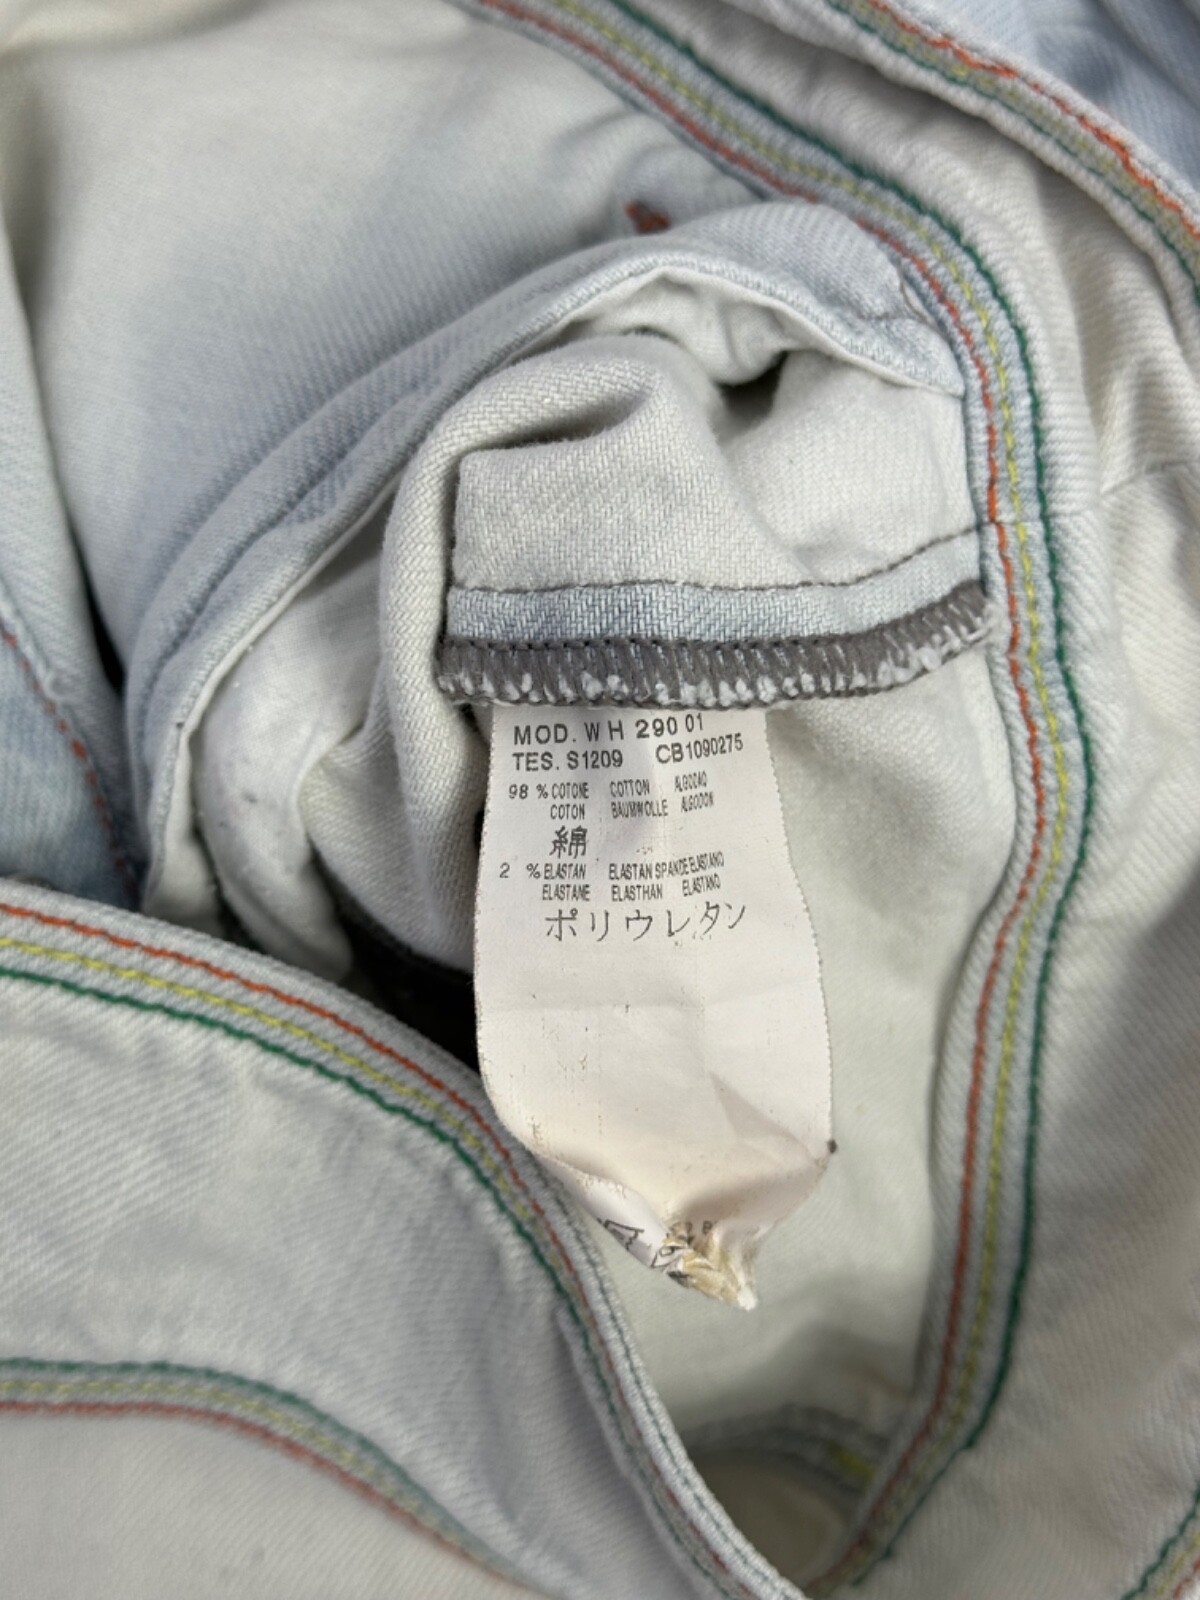 MOD. WH 290 01
TES. S1209 CB1090275
98 % COTONE COTTON ALGODAO
COTON BAUMWOLLE ALGODON
綿
2 % ELASTAN ELASTAN SPANDE ELASTANO
ELASTANE ELASTHAN ELASTANO
ポリウレタン